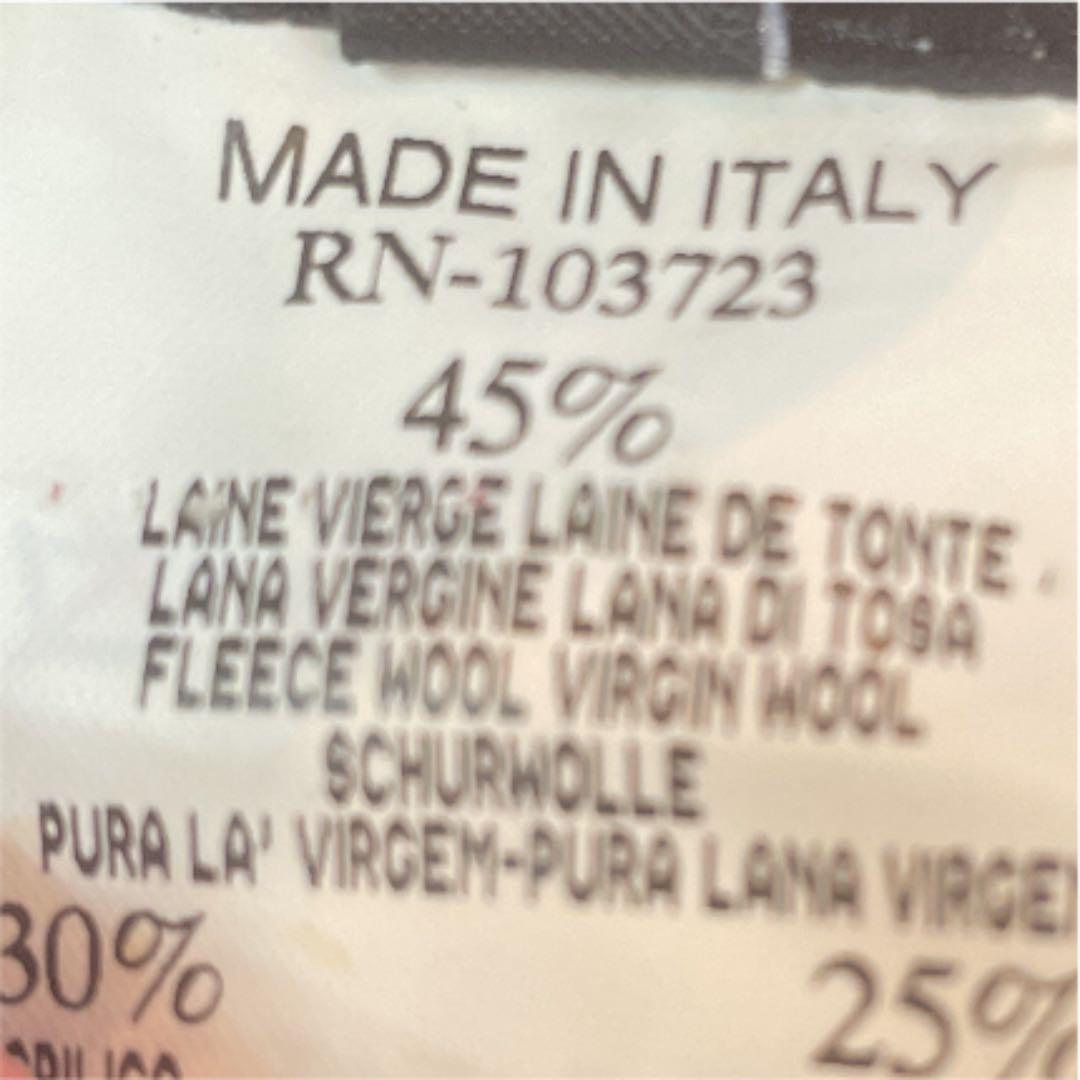 MADE IN ITALY
RN-103723
45%
LAINE VIERGE LAINE DE TONTE
LANA VERGINE LANA DI TOSA
FLEECE WOOL VIRGIN WOOL
SCHURWOLLE
PURA LA' VIRGEM-PURA LANA VIRGEN
30% 25%